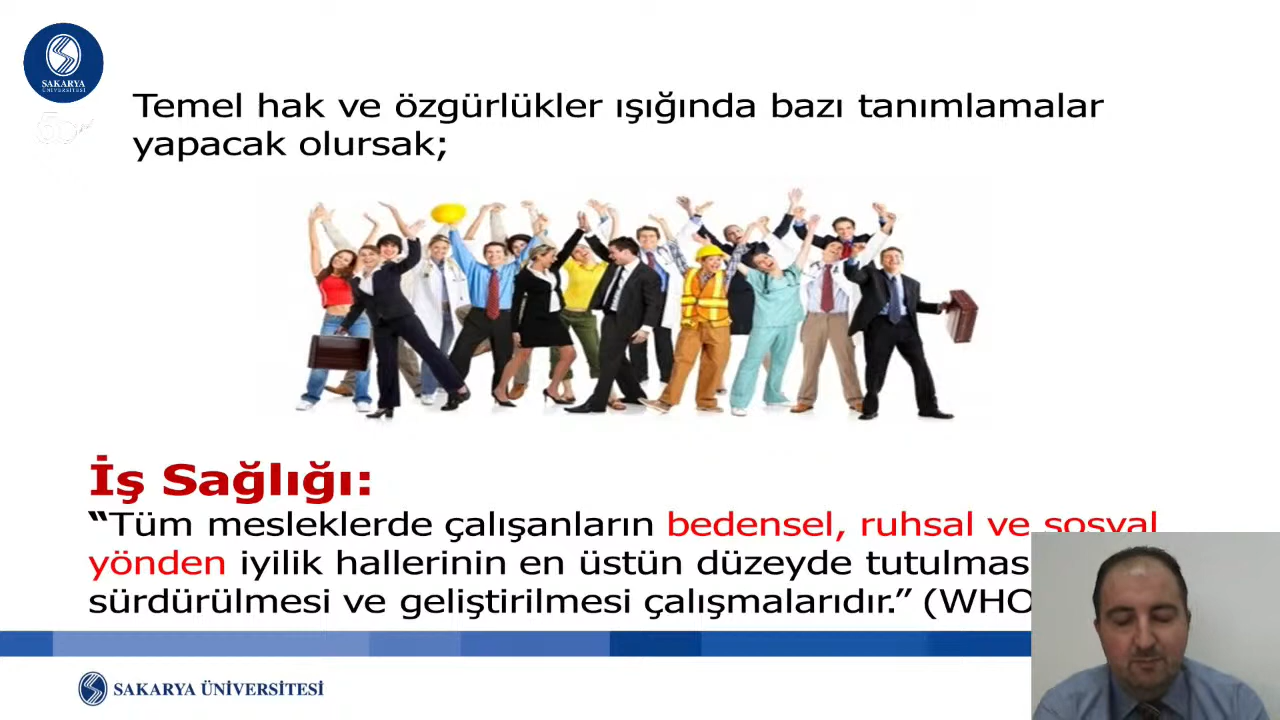 SAKARYA
ÜNİVERSİTESİ
Temel hak ve özgürlükler ışığında bazı tanımlamalar
yapacak olursak;
İş Sağlığı:
“Tüm mesleklerde çalışanların bedensel, ruhsal ve sosyal
yönden iyilik hallerinin en üstün düzeyde
sürdürülmesi ve geliştirilmesi çalışmalarıdır.” (WHO
SAKARYA ÜNİVERSİTESİ